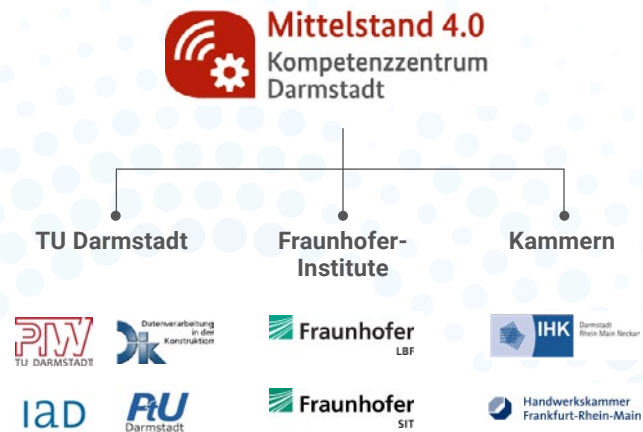 Mittelstand 4.0
Kompetenzzentrum
Darmstadt
TU Darmstadt
Fraunhofer-
Institute
Kammern
PTW
TU DARMSTADT
Datenverarbeitung
in der
Konstruktion
DiK
Fraunhofer
LBF
IHK
Darmstadt
Rhein Main Neckar
IaD
PtU
Darmstadt
Fraunhofer
SIT
Handwerkskammer
Frankfurt-Rhein-Main